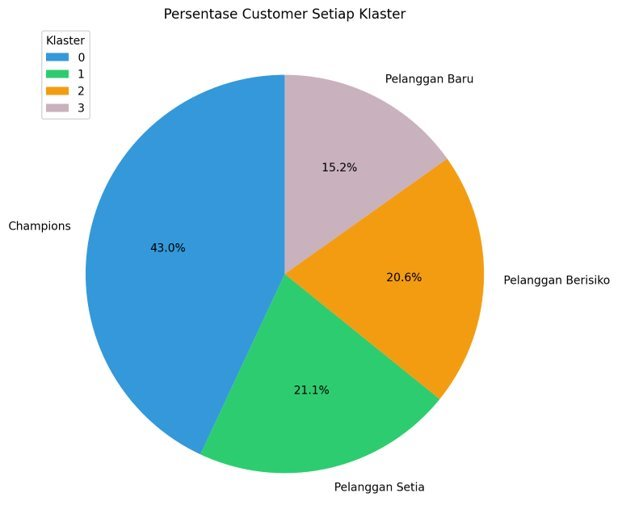 Persentase Customer Setiap Klaster
Klaster
0
1
2
3
Pelanggan Baru
15.2%
Champions
43.0%
20.6%
Pelanggan Berisiko
21.1%
Pelanggan Setia